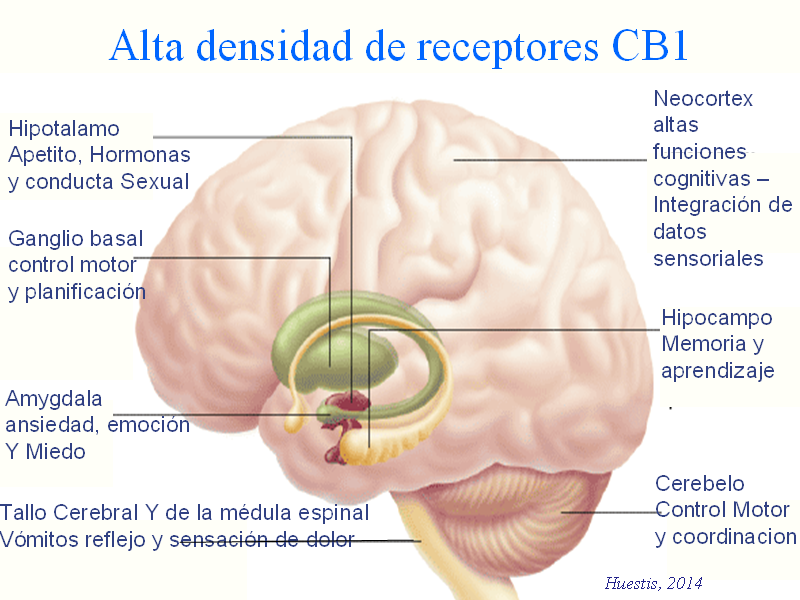 Alta densidad de receptores CB1
Hipotalamo
Apetito, Hormonas
y conducta Sexual
Ganglio basal
control motor
y planificación
Amygdala
ansiedad, emoción
Y Miedo
Tallo Cerebral Y de la médula espinal
Vómitos reflejo y sensación de dolor
Neocortex
altas
funciones
cognitivas –
Integración de
datos
sensoriales
Hipocampo
Memoria y
aprendizaje
.
Cerebelo
Control Motor
y coordinacion
Huestis, 2014